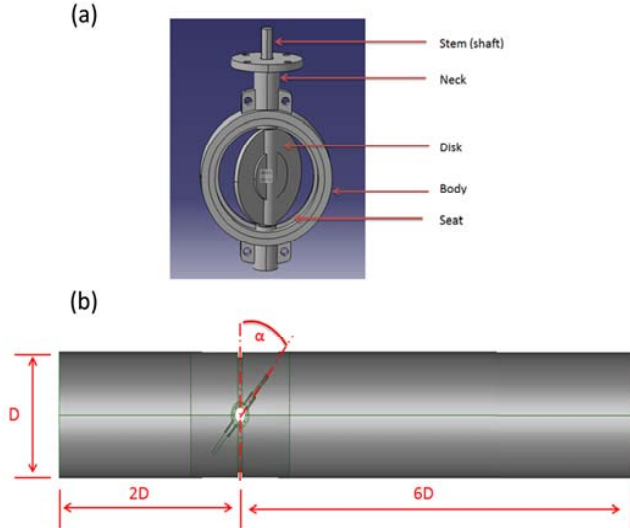 (a)
Stem (shaft)
Neck
Disk
Body
Seat
(b)
α
D
2D
6D